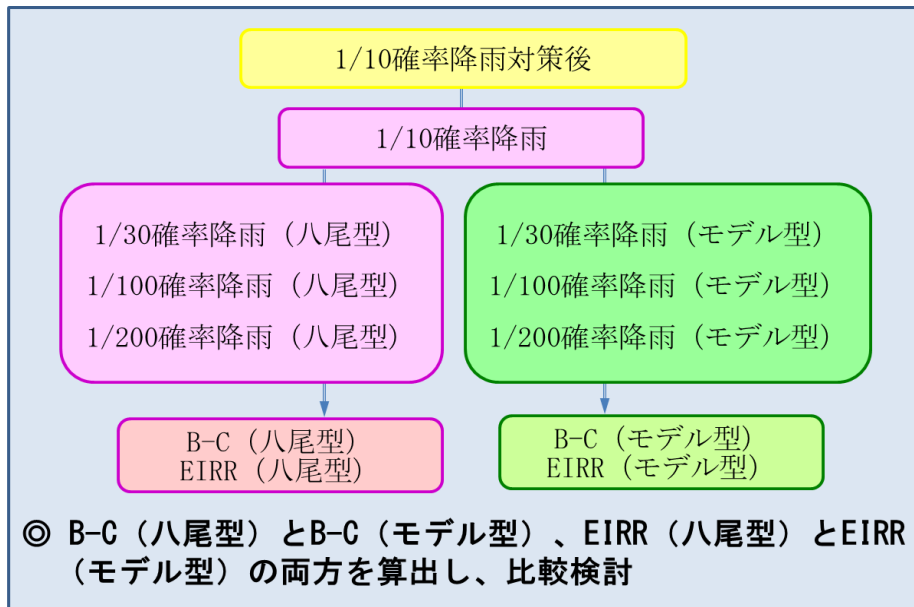 1/10確率降雨対策後
1/10確率降雨
1/30確率降雨（八尾型）
1/100確率降雨（八尾型）
1/200確率降雨（八尾型）
1/30確率降雨（モデル型）
1/100確率降雨（モデル型）
1/200確率降雨（モデル型）
B-C（八尾型）
EIRR（八尾型）
B-C（モデル型）
EIRR（モデル型）
◎ B-C（八尾型）とB-C（モデル型）、EIRR（八尾型）とEIRR
（モデル型）の両方を算出し、比較検討